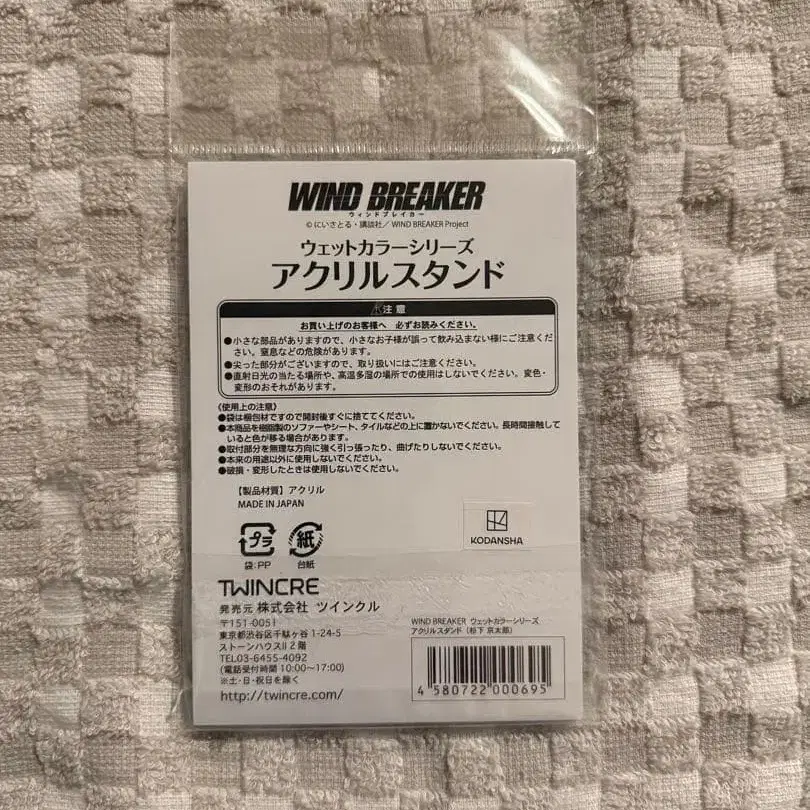 WIND BREAKER
ウィンドブレイカー
© にいさとる・講談社／WIND BREAKER Project
ウェットカラーシリーズ
アクリルスタンド
⚠注意
お買い上げのお客様へ 必ずお読みください。
●小さな部品がありますので、小さなお子様が誤って飲み込まない様にご注意くだ
さい。窒息などの危険があります。
●尖った部分がございますので、取り扱いにはご注意ください。
●直射日光の当たる場所や、高温多湿の場所での使用はしないでください。変色・
変形のおそれがあります。
《使用上の注意》
●袋は梱包材ですので開封後すぐに捨ててください。
●本商品を樹脂製のソファーやシート、タイルなどの上に置かないでください。長時間接触して
いると色が移る場合があります。
●取付部分を無理な方向に強く引っ張ったり、曲げたりしないでください。
●本来の用途以外に使用しないでください。
●破損・変形したときは使用しないでください。
【製品材質】アクリル
MADE IN JAPAN
プラ
袋:PP
紙
台紙
KODANSHA
TWINCRE
発売元 株式会社 ツインクル
〒151-0051
東京都渋谷区千駄ヶ谷 1-24-5
ストーンハウスII 2階
TEL03-6455-4092
(電話受付時間 10:00～17:00)
※土・日・祝日を除く
http://twincre.com/
WIND BREAKER ウェットカラーシリーズ
アクリルスタンド（杉下 京太郎）
4 580722 000695